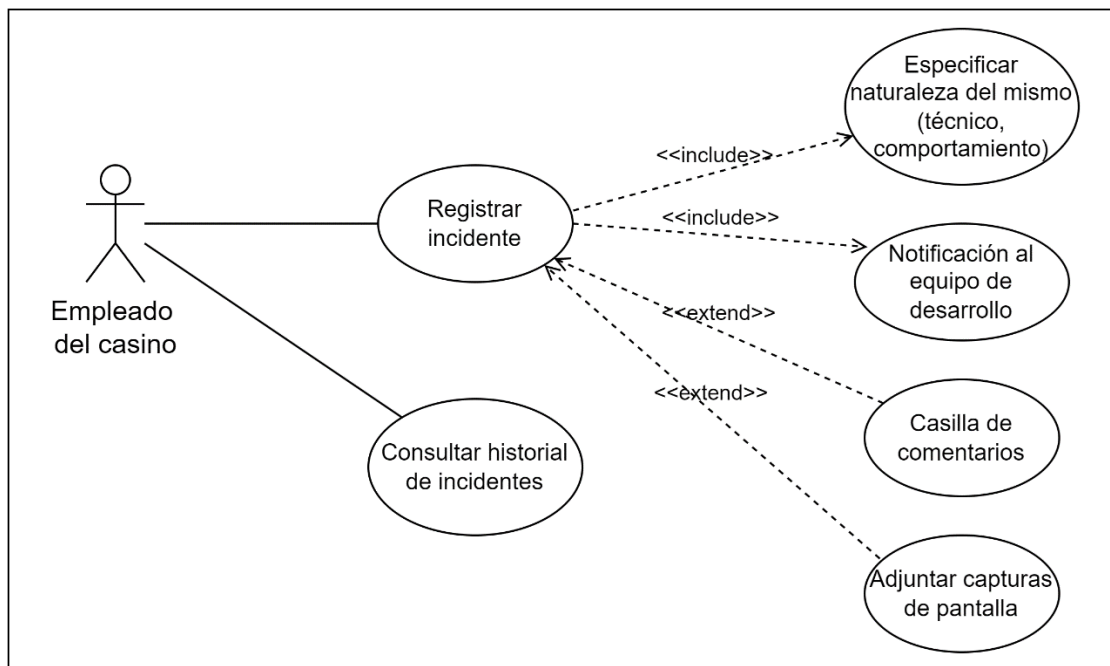 Empleado
del casino
Registrar
incidente
Consultar historial
de incidentes
<<include>>
<<include>>
<<extend>>
<<extend>>
Especificar
naturaleza del mismo
(técnico,
comportamiento)
Notificación al
equipo de
desarrollo
Casilla de
comentarios
Adjuntar capturas
de pantalla